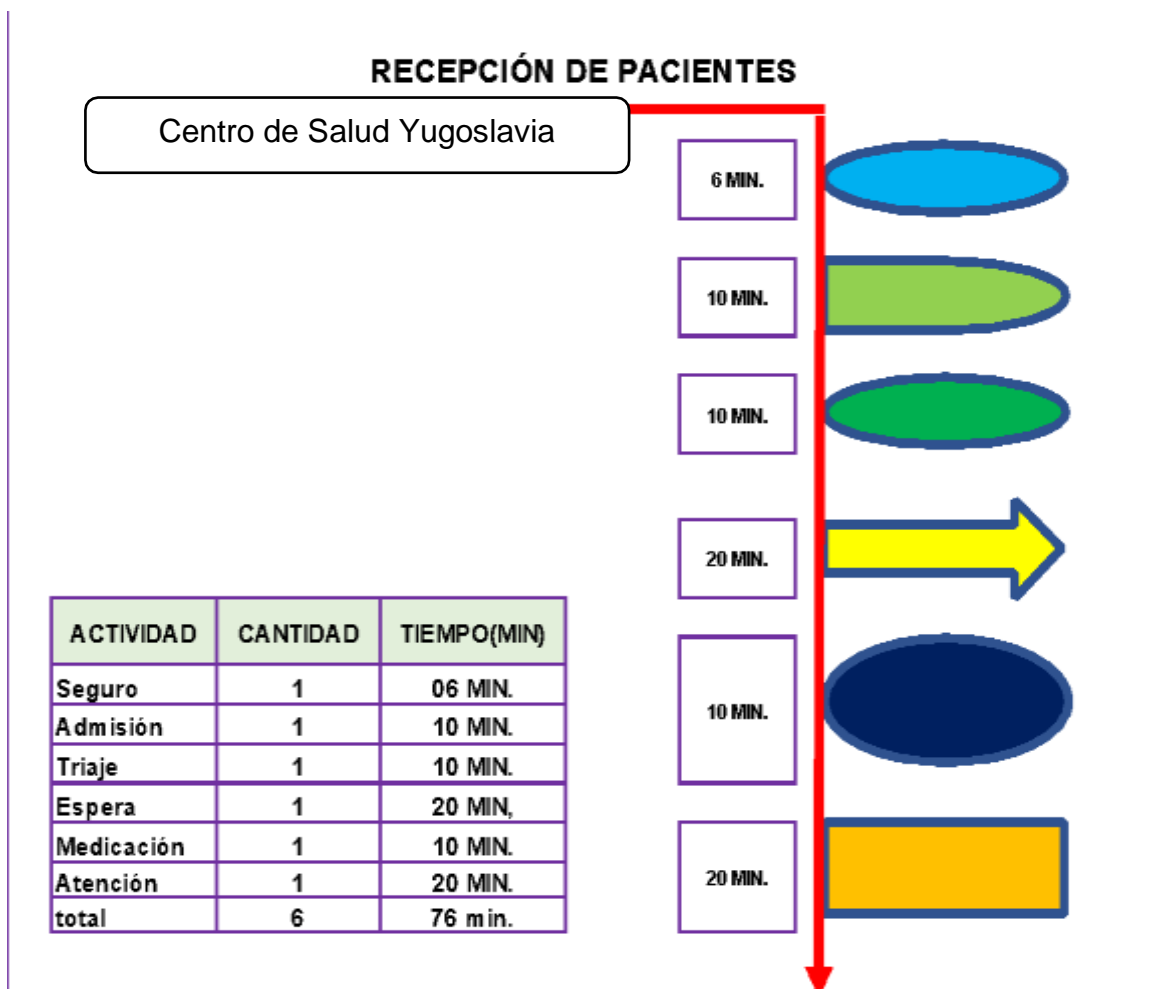 RECEPCIÓN DE PACIENTES
Centro de Salud Yugoslavia
6 MIN.
10 MIN.
10 MIN.
20 MIN.
10 MIN.
20 MIN.
ACTIVIDAD CANTIDAD TIEMPO(MIN)
Seguro 1 06 MIN.
Admisión 1 10 MIN.
Triaje 1 10 MIN.
Espera 1 20 MIN,
Medicación 1 10 MIN.
Atención 1 20 MIN.
total 6 76 min.